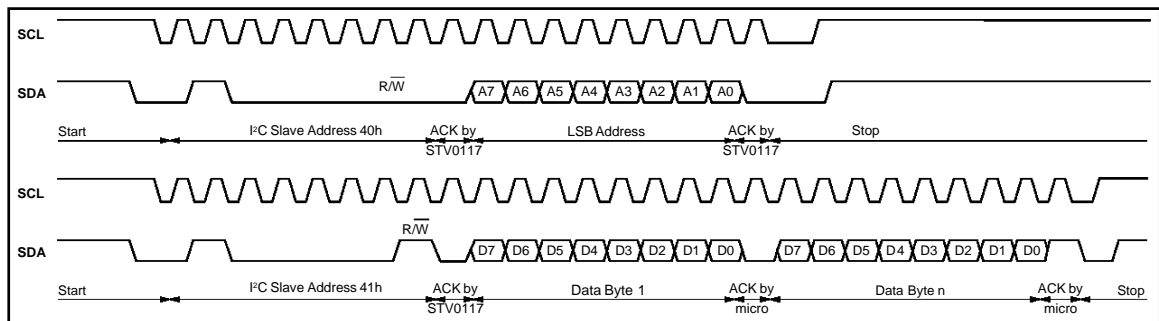 SCL
R/W
SDA A7 A6 A5 A4 A3 A2 A1 A0
Start I²C Slave Address 40h ACK by STV0117 LSB Address ACK by STV0117 Stop
SCL
R/W
SDA D7 D6 D5 D4 D3 D2 D1 D0 D7 D6 D5 D4 D3 D2 D1 D0
Start I²C Slave Address 41h ACK by STV0117 Data Byte 1 ACK by micro Data Byte n ACK by micro Stop